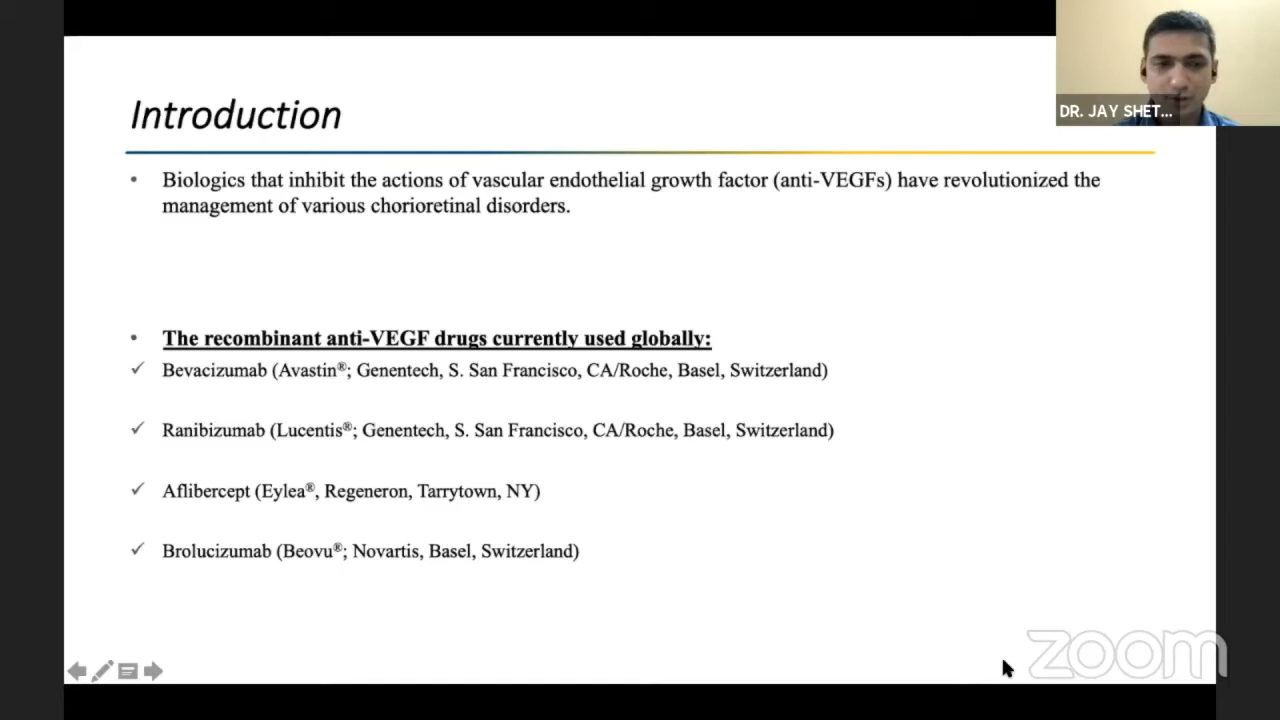 DR. JAY SHET...
Introduction
• Biologics that inhibit the actions of vascular endothelial growth factor (anti-VEGFs) have revolutionized the
management of various chorioretinal disorders.
• The recombinant anti-VEGF drugs currently used globally:
✓ Bevacizumab (Avastin®; Genentech, S. San Francisco, CA/Roche, Basel, Switzerland)
✓ Ranibizumab (Lucentis®; Genentech, S. San Francisco, CA/Roche, Basel, Switzerland)
✓ Aflibercept (Eylea®, Regeneron, Tarrytown, NY)
✓ Brolucizumab (Beovu®; Novartis, Basel, Switzerland)
zoom